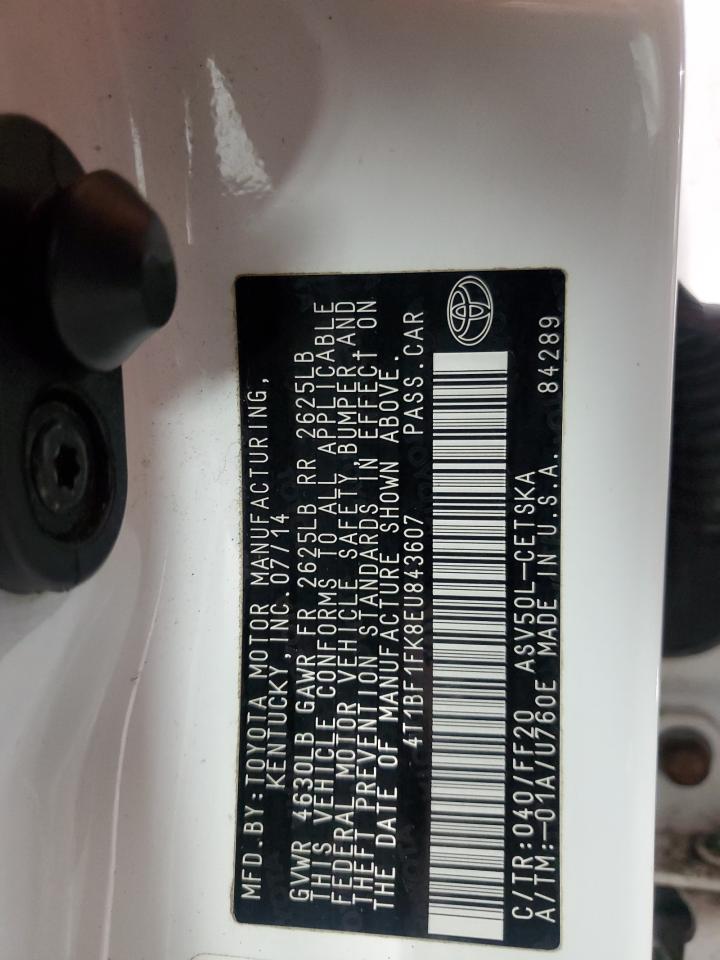 MFD.BY:TOYOTA MOTOR MANUFACTURING,
KENTUCKY, INC.07/14
GVWR 4630LB GAWR FR 2625LB RR 2625LB
THIS VEHICLE CONFORMS TO ALL APPLICABLE
FEDERAL MOTOR VEHICLE SAFETY,BUMPER,AND
THEFT PREVENTION STANDARDS IN EFFECT ON
THE DATE OF MANUFACTURE SHOWN ABOVE.
4T1BF1FK8EU843607 PASS.CAR
C/TR:040/FF20 ASV50L-CETSKA
A/TM:-01A/U760E MADE IN U.S.A. 84289